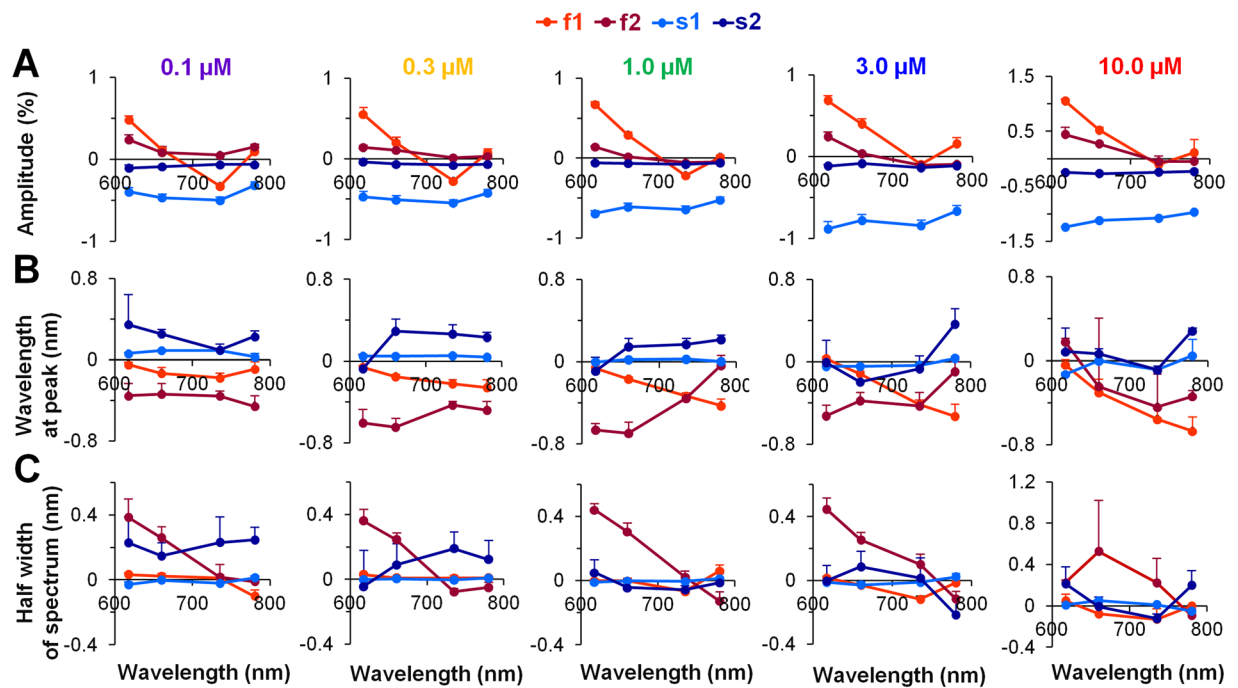 f1 f2 s1 s2
A 0.1 µM 0.3 µM 1.0 µM 3.0 µM 10.0 µM
Amplitude (%)
1 0 -1 600 700 800
1 0 -1 600 700 800
1 0 -1 600 700 800
1 0 -1 600 700 800
1.5 0.5 -0.5 -1.5 600 700 800
B
Wavelength
at peak (nm)
0.8 0 -0.8 600 700 800
0.8 0 -0.8 600 700 800
0.8 0 -0.8 600 700 800
0.8 0 -0.8 600 700 800
0.8 0 -0.8 600 700 800
C
Half width
of spectrum (nm)
0.4 0 -0.4 600 700 800
0.4 0 -0.4 600 700 800
0.4 0 -0.4 600 700 800
0.4 0 -0.4 600 700 800
1.2 0.8 0.4 0 -0.4 600 700 800
Wavelength (nm) Wavelength (nm) Wavelength (nm) Wavelength (nm) Wavelength (nm)